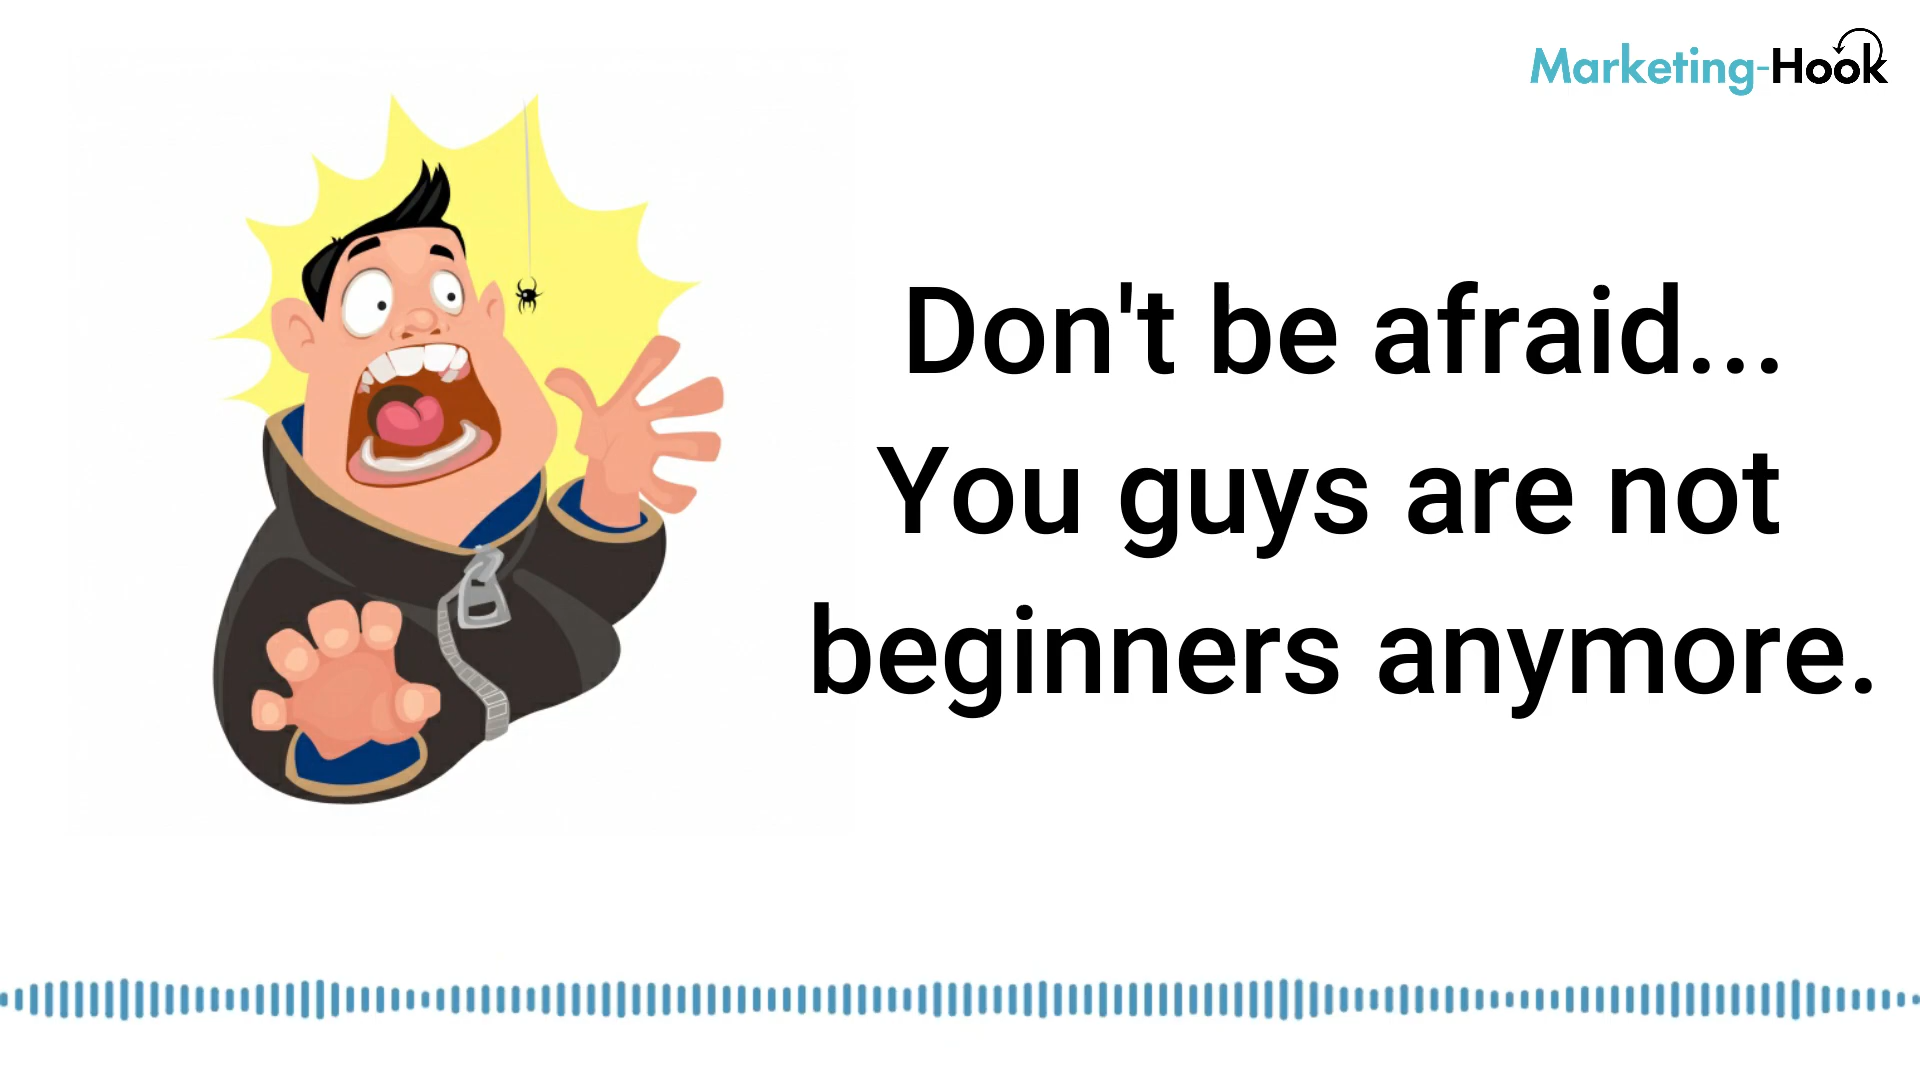 Marketing-Hook
Don't be afraid...
You guys are not
beginners anymore.